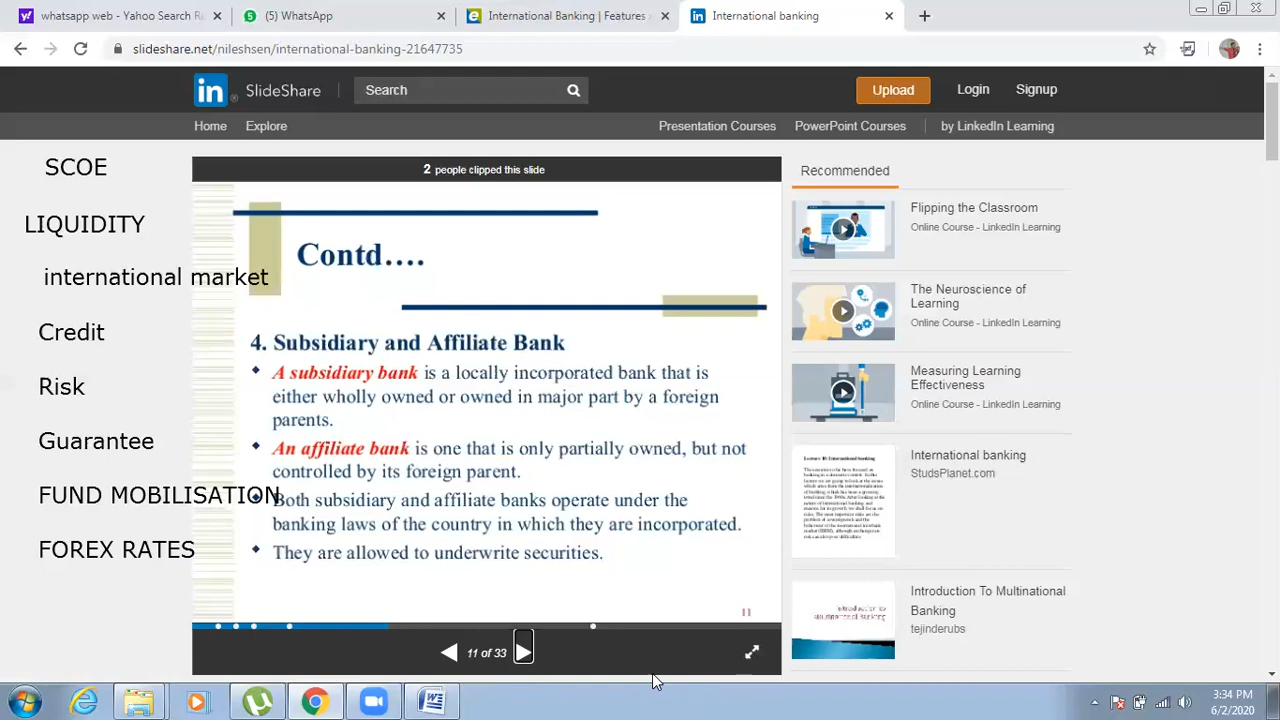 whatsapp web - Yahoo Search R
(5) WhatsApp
International Banking | Features
International banking
slideshare.net/nileshsen/international-banking-21647735
in SlideShare
Search
Upload
Login
Signup
Home
Explore
Presentation Courses
PowerPoint Courses
by LinkedIn Learning
SCOE
LIQUIDITY
international market
Credit
Risk
Guarantee
FUND MOBILISATION
FOREX RATES
2 people clipped this slide
Contd....
4. Subsidiary and Affiliate Bank
A subsidiary bank is a locally incorporated bank that is
either wholly owned or owned in major part by a foreign
parents.
An affiliate bank is one that is only partially owned, but not
controlled by its foreign parent.
Both subsidiary and affiliate banks operate under the
banking laws of the country in which they are incorporated.
They are allowed to underwrite securities.
11
11 of 33
Recommended
Flipping the Classroom
Online Course - LinkedIn Learning
The Neuroscience of
Learning
Online Course - LinkedIn Learning
Measuring Learning
Effectiveness
Online Course - LinkedIn Learning
Lecture 10: International banking
International banking
StudsPlanet.com
Introduction To Multinational
Banking
tejinderubs
3:34 PM
6/2/2020